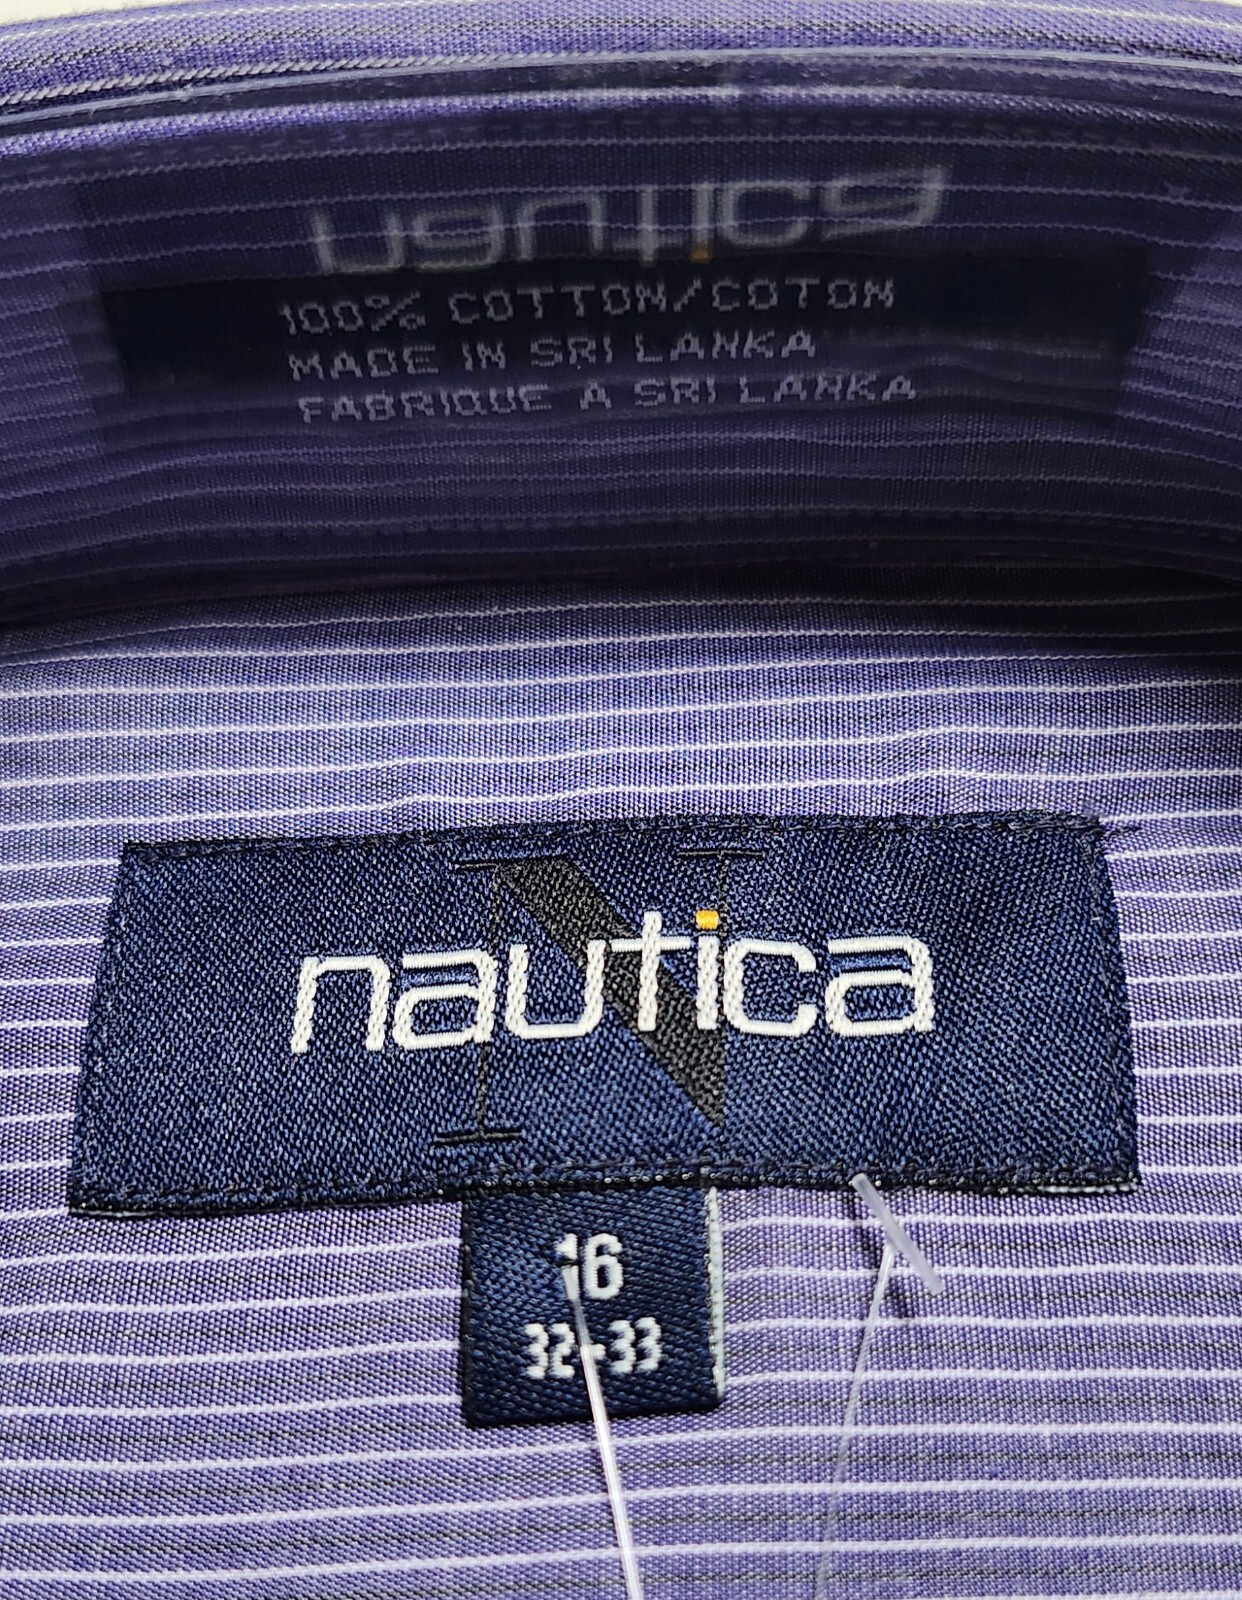 nautica
100% COTTON/COTON
MADE IN SRI LANKA
FABRIQUE A SRI LANKA
nautica
16
32-33